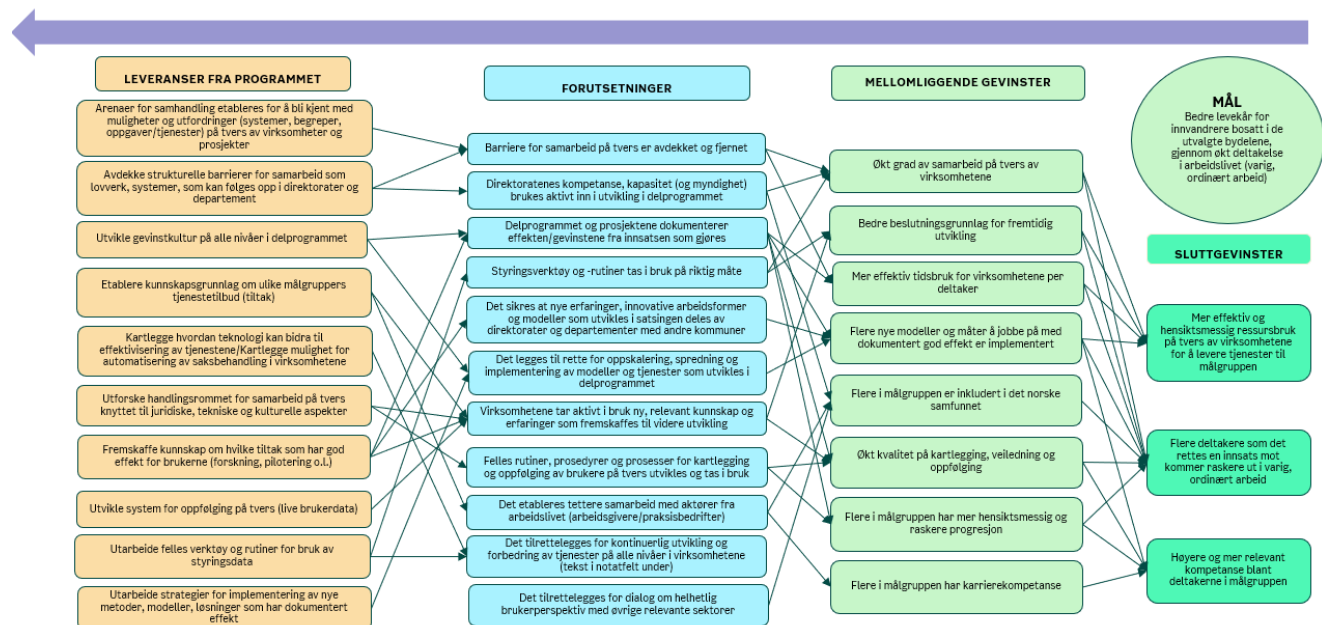 LEVERANSER FRA PROGRAMMET
Arenaer for samhandling etableres for å bli kjent med
muligheter og utfordringer (systemer, begreper,
oppgaver/tjenester) på tvers av virksomheter og
prosjekter
Avdekke strukturelle barrierer for samarbeid som
lovverk, systemer, som kan følges opp i direktorater og
departement
Utvikle gevinstkultur på alle nivåer i delprogrammet
Etablere kunnskapsgrunnlag om ulike målgruppers
tjenestetilbud (tiltak)
Kartlegge hvordan teknologi kan bidra til
effektivisering av tjenestene/Kartlegge mulighet for
automatisering av saksbehandling i virksomhetene
Utforske handlingsrommet for samarbeid på tvers
knyttet til juridiske, tekniske og kulturelle aspekter
Fremskaffe kunnskap om hvilke tiltak som har god
effekt for brukerne (forskning, pilotering o.l.)
Utvikle system for oppfølging på tvers (live brukerdata)
Utarbeide felles verktøy og rutiner for bruk av
styringsdata
Utarbeide strategier for implementering av nye
metoder, modeller, løsninger som har dokumentert
effekt
FORUTSETNINGER
Barriere for samarbeid på tvers er avdekket og fjernet
Direktoratenes kompetanse, kapasitet (og myndighet)
brukes aktivt inn i utvikling i delprogrammet
Delprogrammet og prosjektene dokumenterer
effekten/gevinstene fra innsatsen som gjøres
Styringsverktøy og -rutiner tas i bruk på riktig måte
Det sikres at nye erfaringer, innovative arbeidsformer
og modeller som utvikles i satsingen deles av
direktorater og departementer med andre kommuner
Det legges til rette for oppskalering, spredning og
implementering av modeller og tjenester som utvikles i
delprogrammet
Virksomhetene tar aktivt i bruk ny, relevant kunnskap og
erfaringer som fremskaffes til videre utvikling
Felles rutiner, prosedyrer og prosesser for kartlegging
og oppfølging av brukere på tvers utvikles og tas i bruk
Det etableres tettere samarbeid med aktører fra
arbeidslivet (arbeidsgivere/praksisbedrifter)
Det tilrettelegges for kontinuerlig utvikling og
forbedring av tjenester på alle nivåer i virksomhetene
(tekst i notatfelt under)
Det tilrettelegges for dialog om helhetlig
brukerperspektiv med øvrige relevante sektorer
MELLOMLIGGENDE GEVINSTER
Økt grad av samarbeid på tvers av
virksomhetene
Bedre beslutningsgrunnlag for fremtidig
utvikling
Mer effektiv tidsbruk for virksomhetene per
deltaker
Flere nye modeller og måter å jobbe på med
dokumentert god effekt er implementert
Flere i målgruppen er inkludert i det norske
samfunnet
Økt kvalitet på kartlegging, veiledning og
oppfølging
Flere i målgruppen har mer hensiktsmessig og
raskere progresjon
Flere i målgruppen har karrierekompetanse
MÅL
Bedre levekår for
innvandrere bosatt i de
utvalgte bydelene,
gjennom økt deltakelse
i arbeidslivet (varig,
ordinært arbeid)
SLUTTGEVINSTER
Mer effektiv og
hensiktsmessig ressursbruk
på tvers av virksomhetene
for å levere tjenester til
målgruppen
Flere deltakere som det
rettes en innsats mot
kommer raskere ut i varig,
ordinært arbeid
Høyere og mer relevant
kompetanse blant
deltakerne i målgruppen